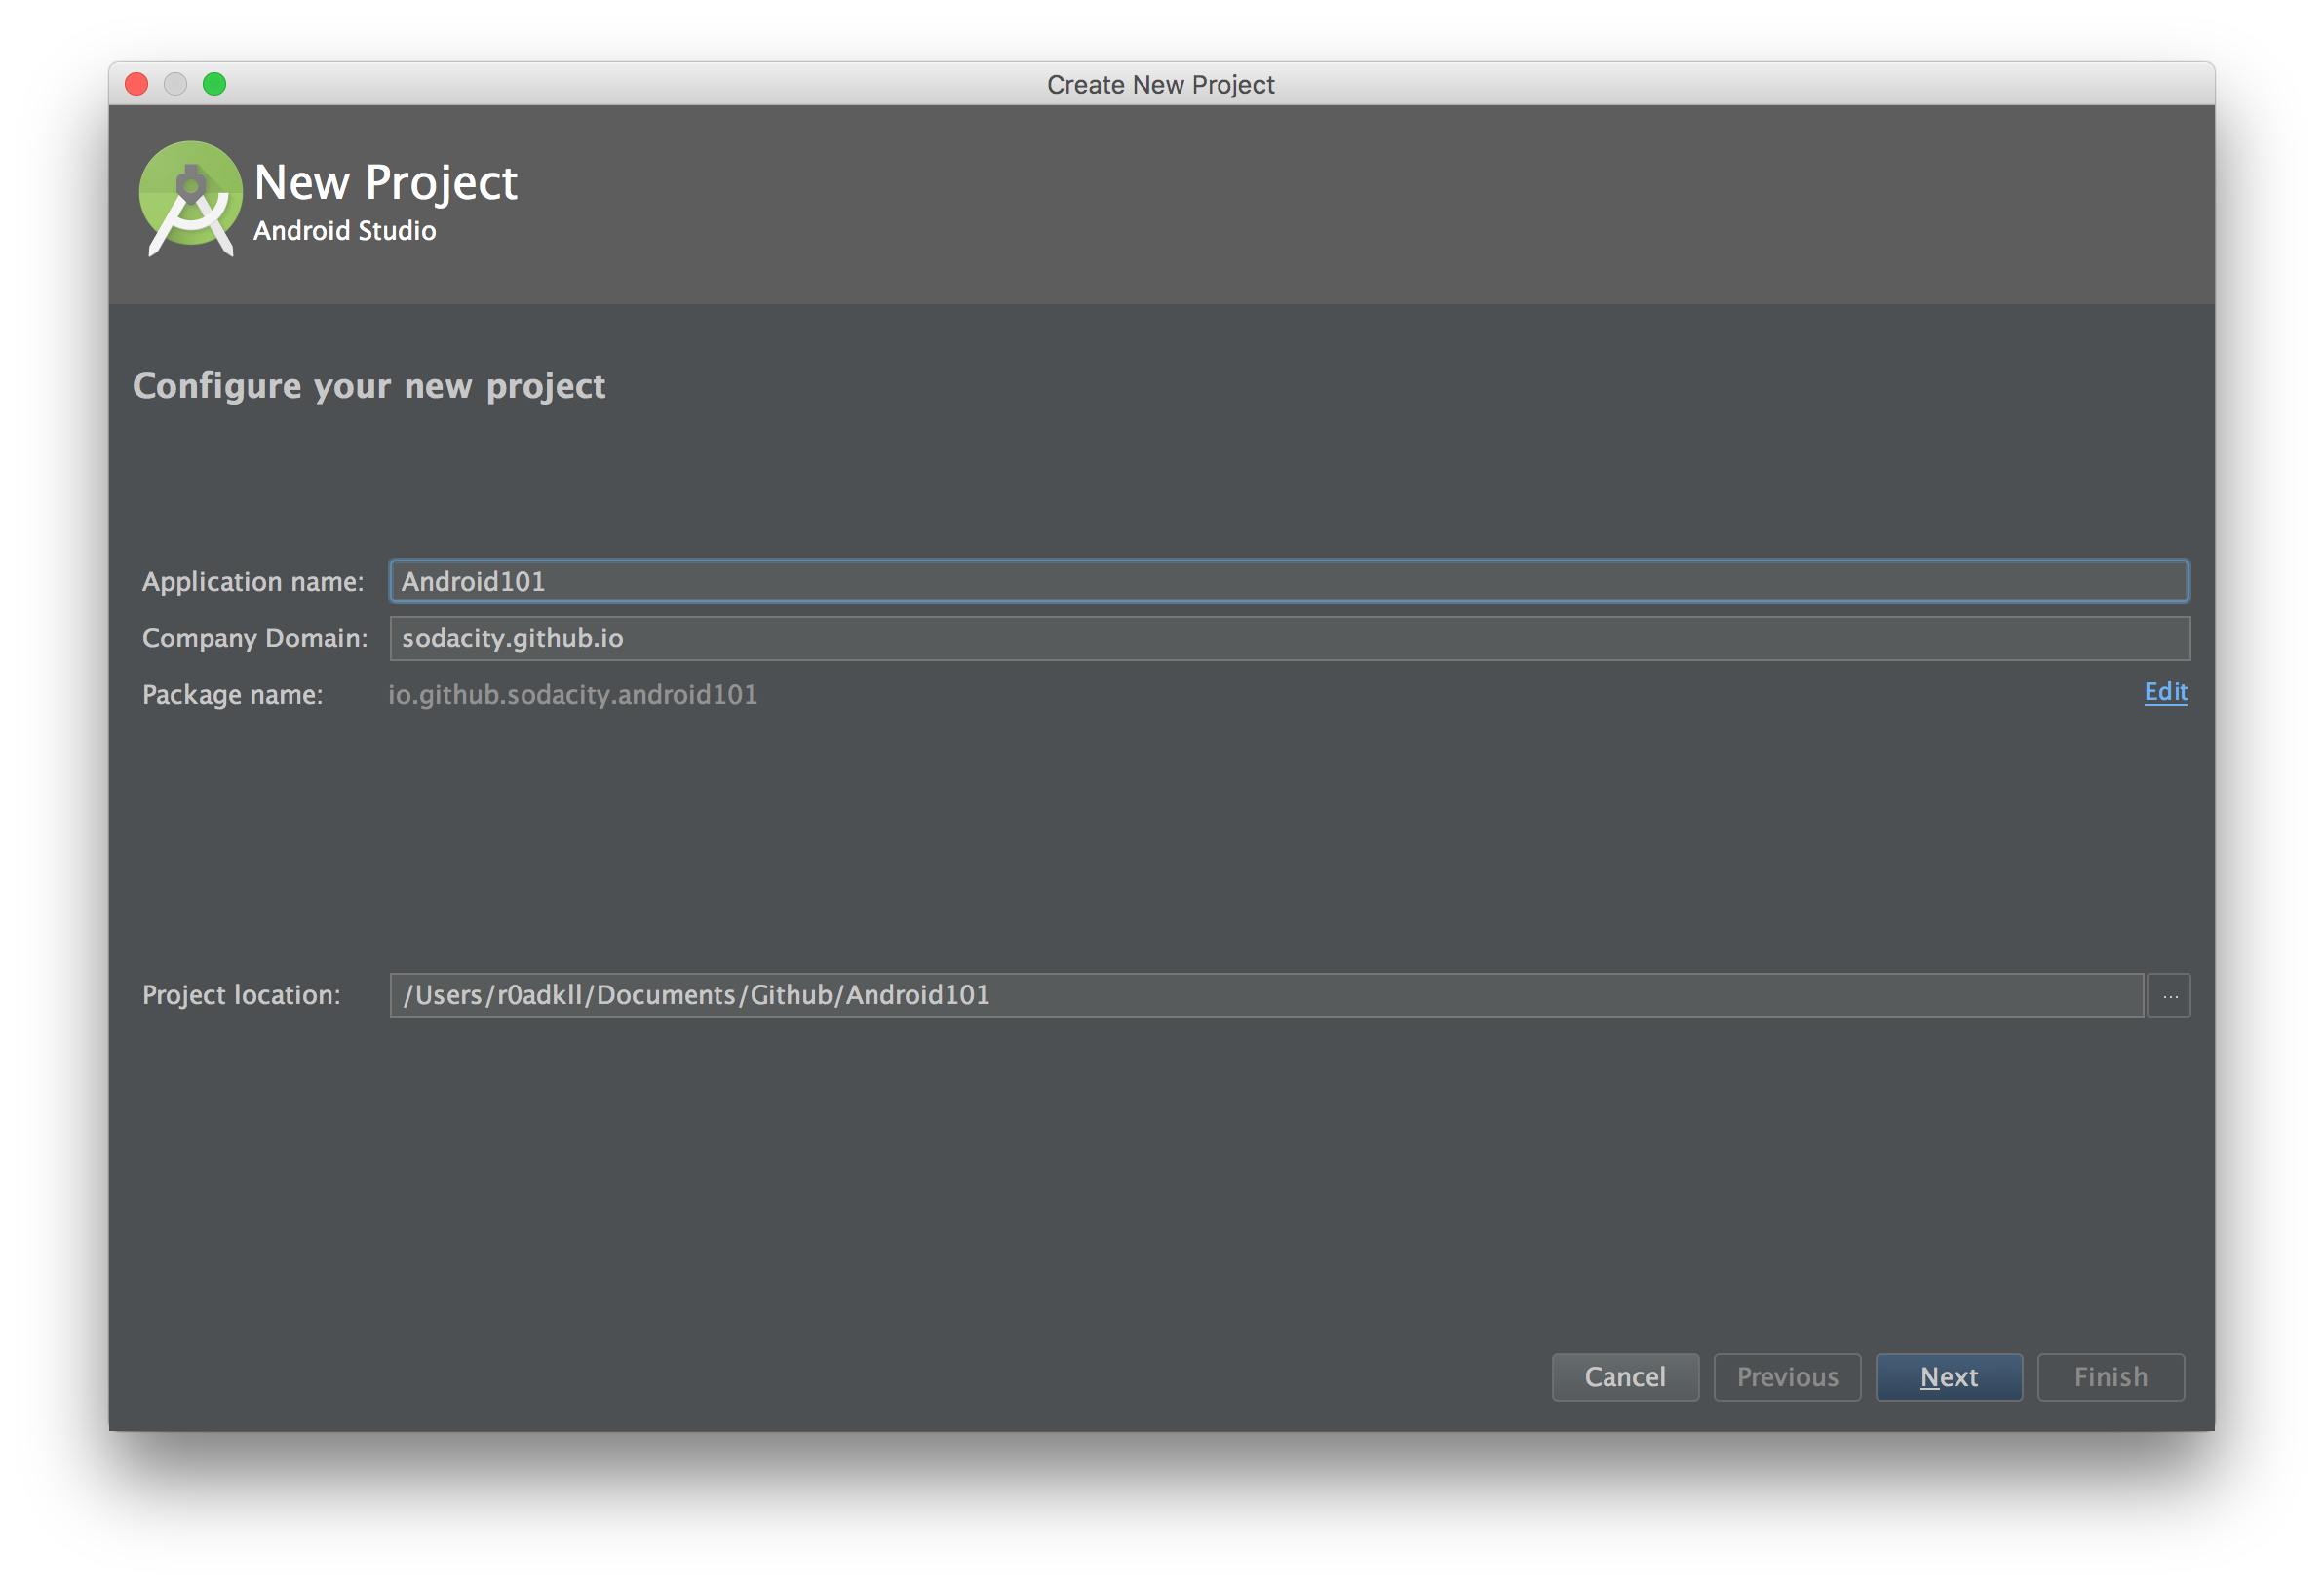 Create New Project
New Project
Android Studio
Configure your new project
Application name: Android101
Company Domain: sodacity.github.io
Package name: io.github.sodacity.android101 Edit
Project location: /Users/r0adkll/Documents/Github/Android101 ...
Cancel Previous Next Finish